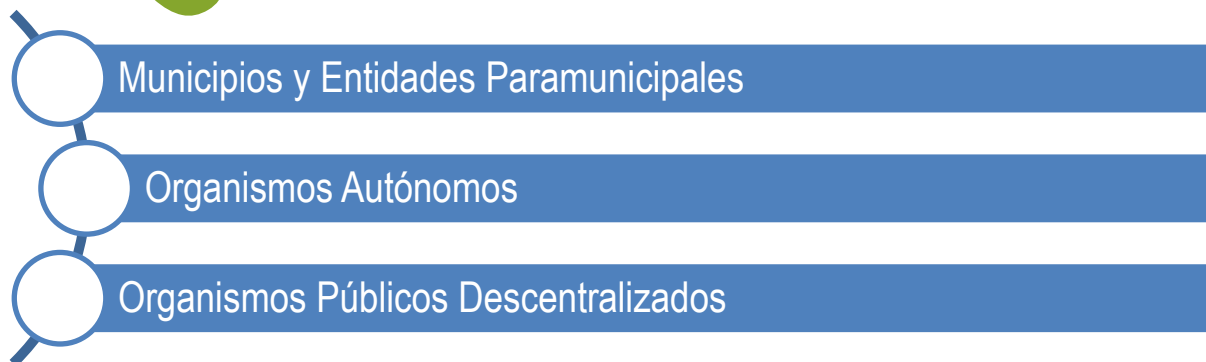 Municipios y Entidades Paramunicipales
Organismos Autónomos
Organismos Públicos Descentralizados